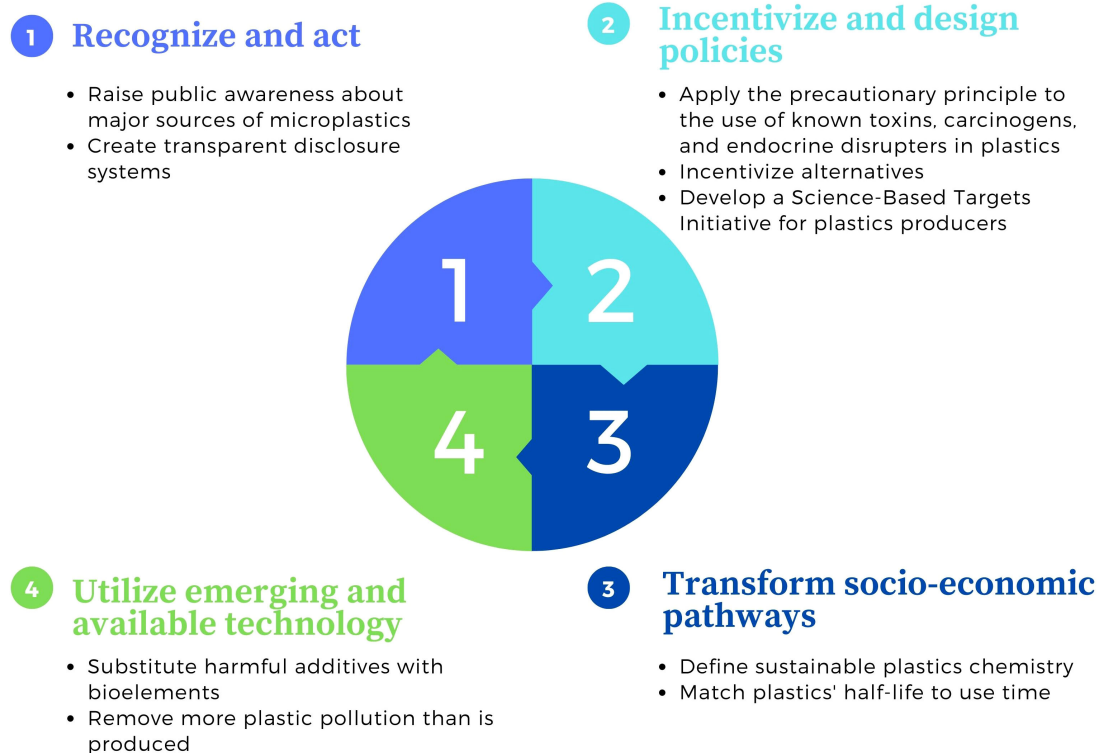 1
Recognize and act
• Raise public awareness about
major sources of microplastics
• Create transparent disclosure
systems
2
Incentivize and design
policies
• Apply the precautionary principle to
the use of known toxins, carcinogens,
and endocrine disrupters in plastics
• Incentivize alternatives
• Develop a Science-Based Targets
Initiative for plastics producers
1
2
4
3
4
Utilize emerging and
available technology
• Substitute harmful additives with
bioelements
• Remove more plastic pollution than is
produced
3
Transform socio-economic
pathways
• Define sustainable plastics chemistry
• Match plastics' half-life to use time